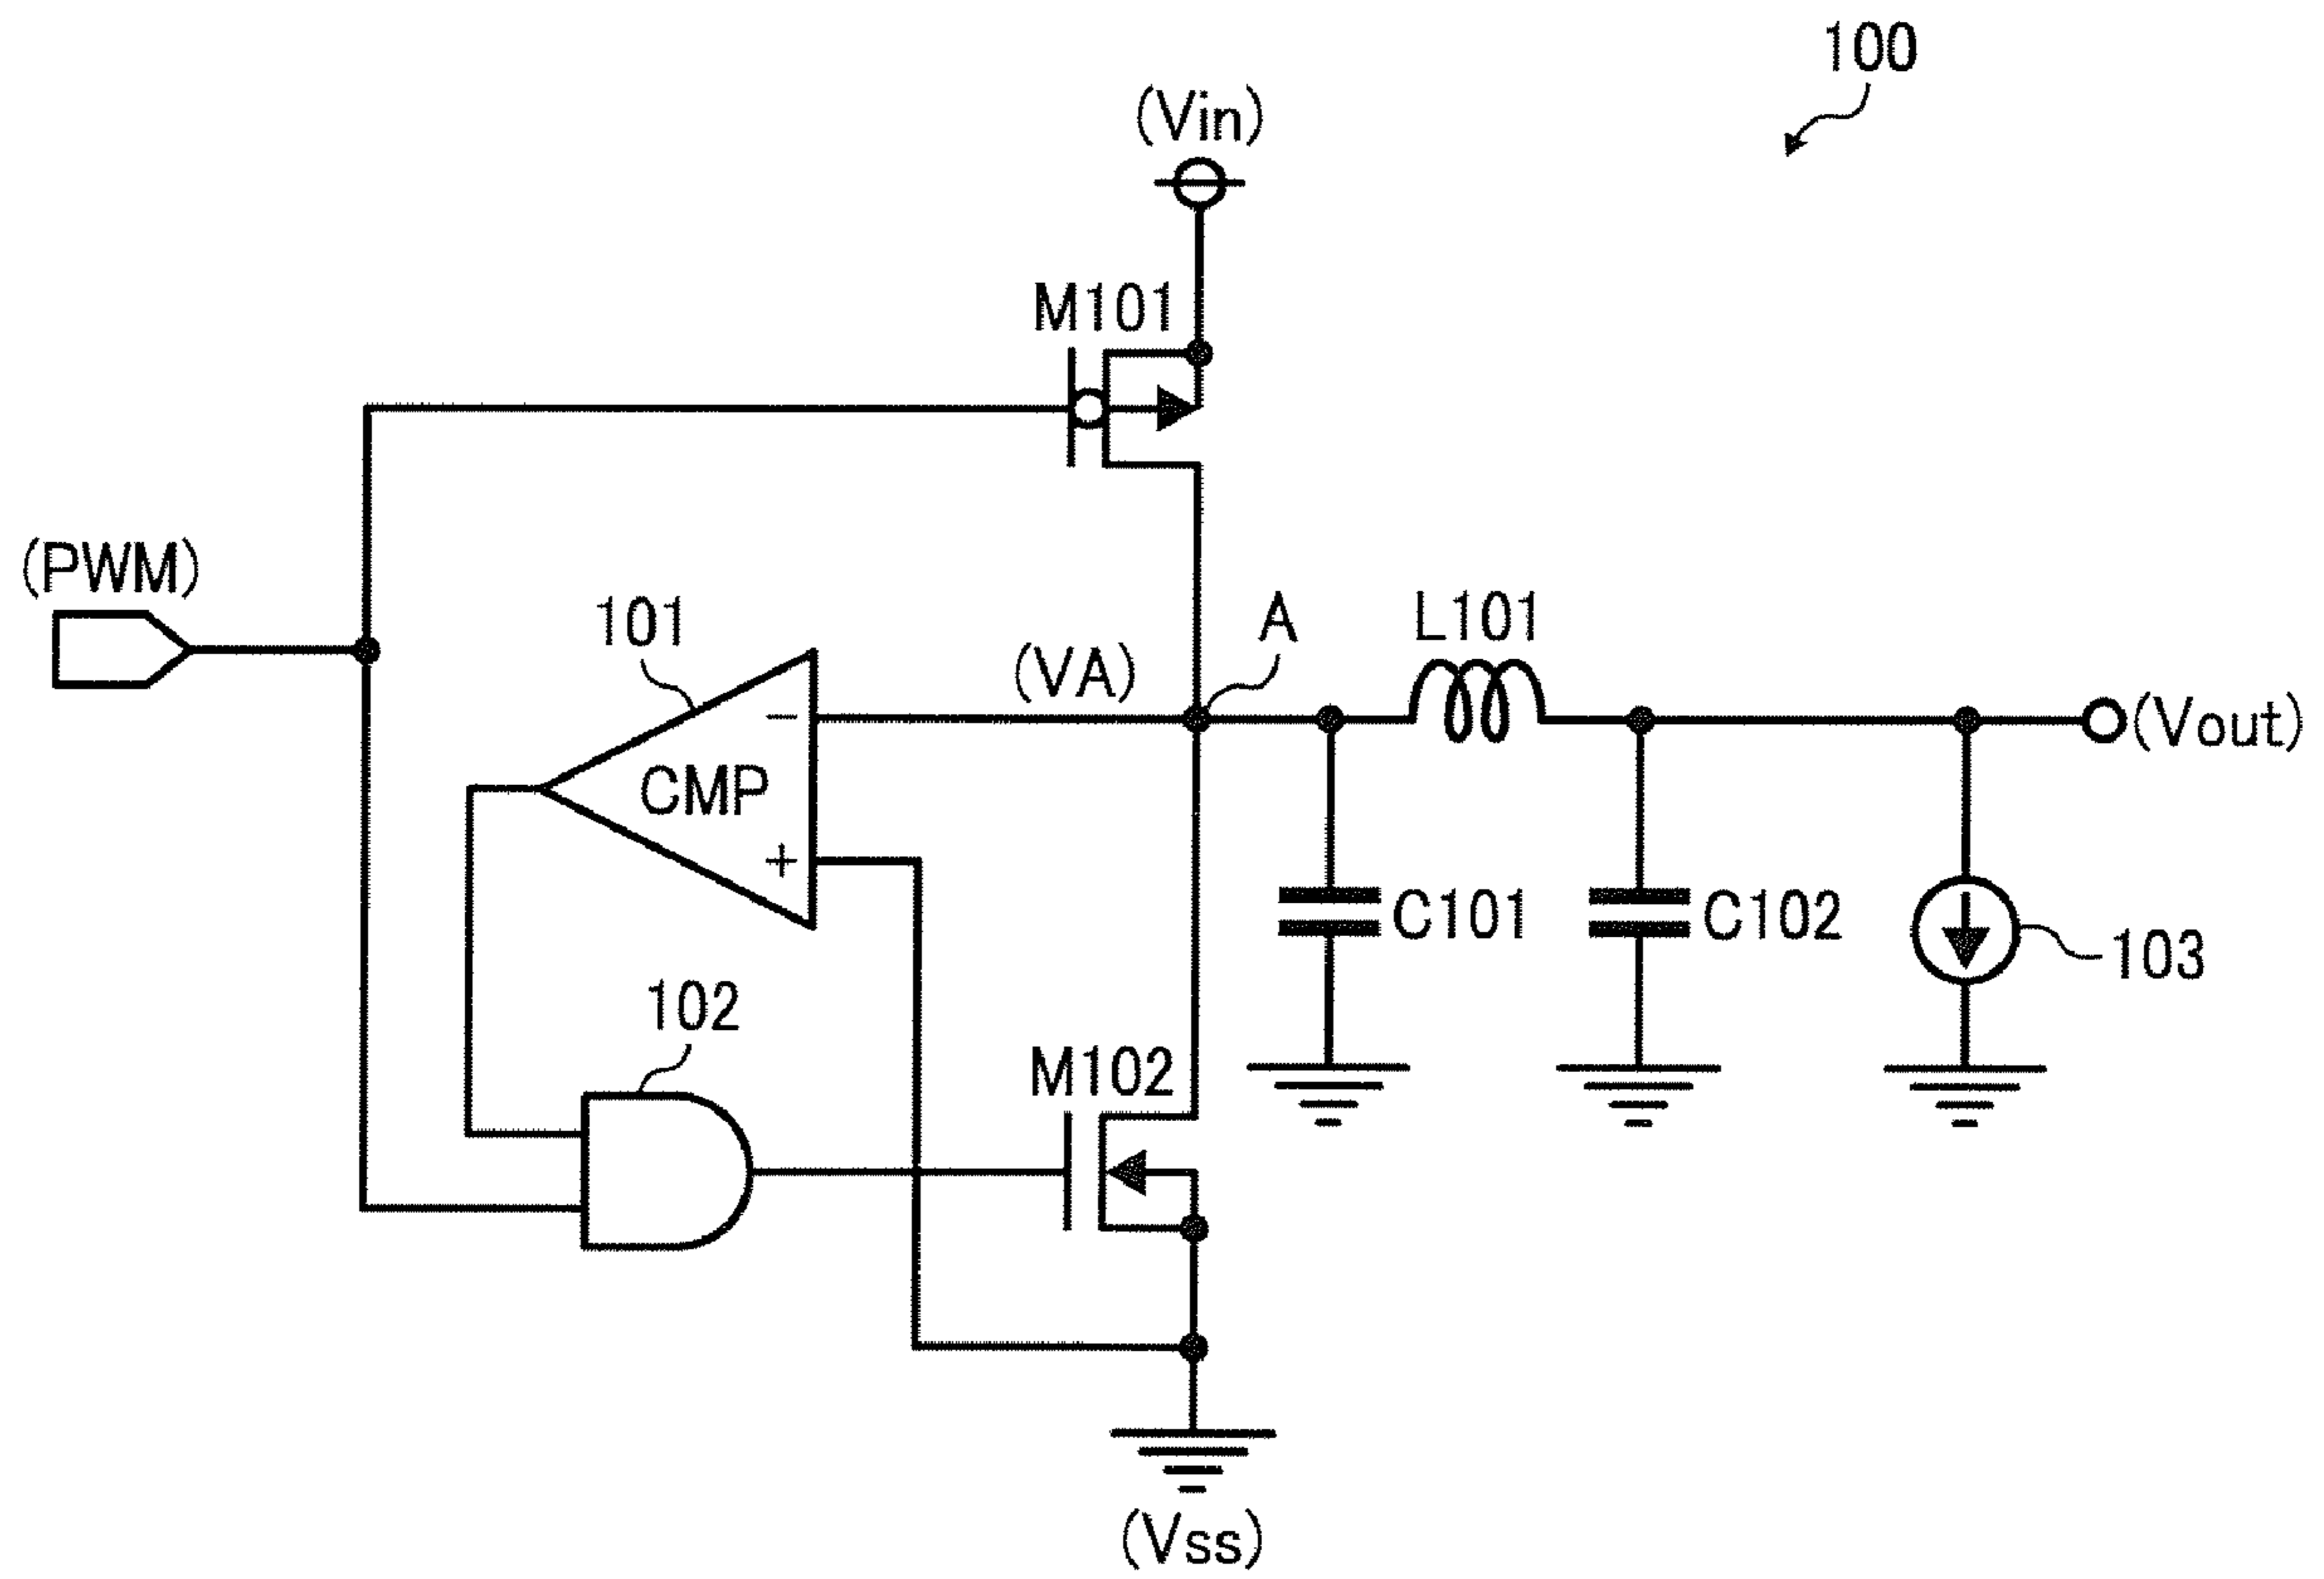 100
(Vin)
M101
(PWM)
101
(VA)
A
L101
(Vout)
−
CMP
+
C101
C102
103
102
M102
(Vss)